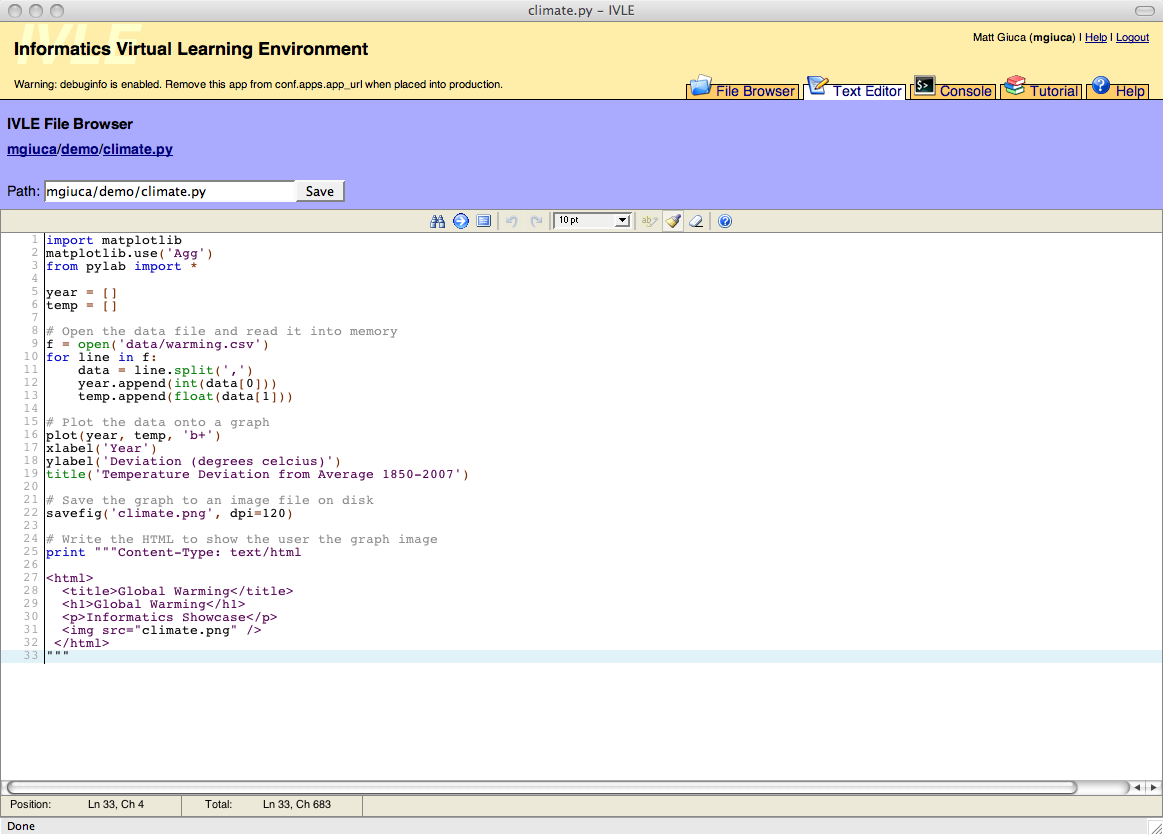 climate.py – IVLE
IVLE
Informatics Virtual Learning Environment
Matt Giuca (mgiuca) | Help | Logout
Warning: debuginfo is enabled. Remove this app from conf.apps.app_url when placed into production.
File Browser Text Editor Console Tutorial Help
IVLE File Browser
mgiuca/demo/climate.py
Path: mgiuca/demo/climate.py Save
10 pt
1 import matplotlib
2 matplotlib.use('Agg')
3 from pylab import *
4
5 year = []
6 temp = []
7
8 # Open the data file and read it into memory
9 f = open('data/warming.csv')
10 for line in f:
11     data = line.split(',')
12     year.append(int(data[0]))
13     temp.append(float(data[1]))
14
15 # Plot the data onto a graph
16 plot(year, temp, 'b+')
17 xlabel('Year')
18 ylabel('Deviation (degrees celcius)')
19 title('Temperature Deviation from Average 1850-2007')
20
21 # Save the graph to an image file on disk
22 savefig('climate.png', dpi=120)
23
24 # Write the HTML to show the user the graph image
25 print """Content-Type: text/html
26
27 <html>
28   <title>Global Warming</title>
29   <h1>Global Warming</h1>
30   <p>Informatics Showcase</p>
31   <img src="climate.png" />
32  </html>
33 """
Position: Ln 33, Ch 4 Total: Ln 33, Ch 683
Done